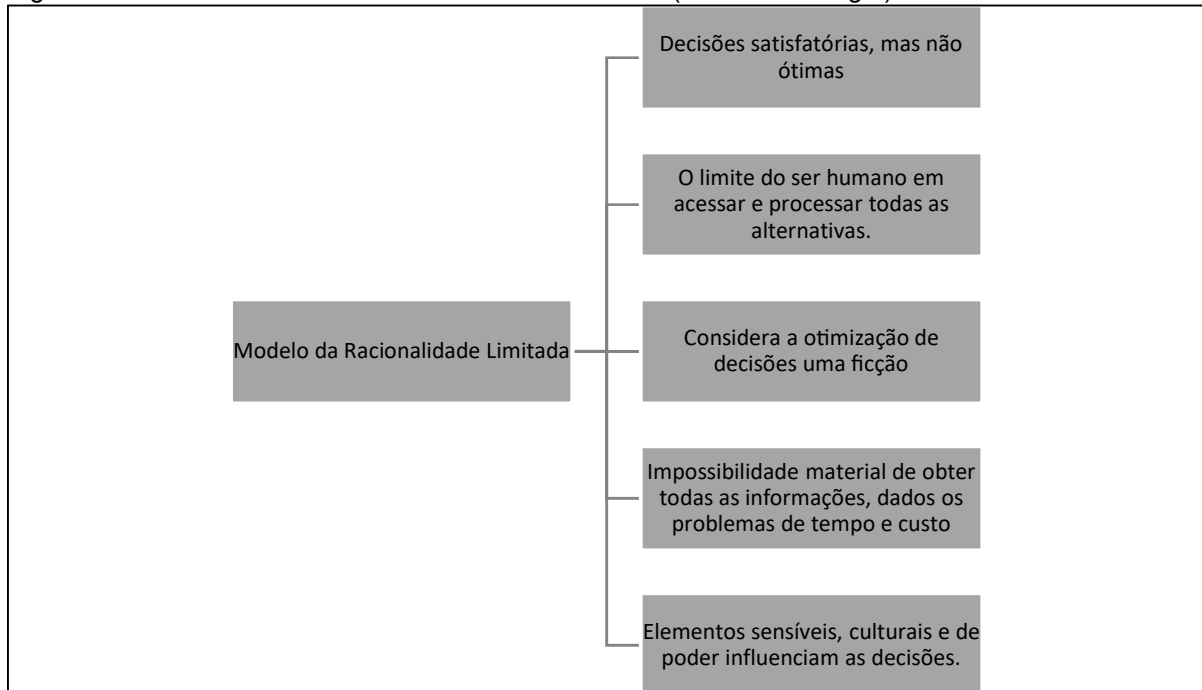 Decisões satisfatórias, mas não
ótimas
O limite do ser humano em
acessar e processar todas as
alternativas.
Modelo da Racionalidade Limitada
Considera a otimização de
decisões uma ficção
Impossibilidade material de obter
todas as informações, dados os
problemas de tempo e custo
Elementos sensíveis, culturais e de
poder influenciam as decisões.